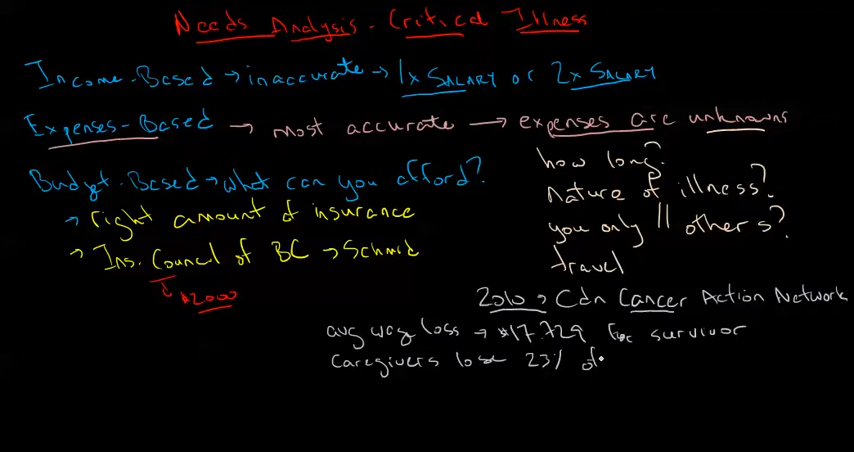 Needs Analysis - Critical Illness
Income-Based → inaccurate → 1x SALARY or 2x SALARY
Expenses-Based → most accurate → expenses are unknowns
how long?
Budget-Based → what can you afford?
nature of illness?
→ right amount of insurance
you only || others?
→ Ins. Council of BC → Schmid
travel
↳ $2000
2010 → Cdn Cancer Action Network
avg wag loss → $17.729 for survivor
Caregivers lose 23% of